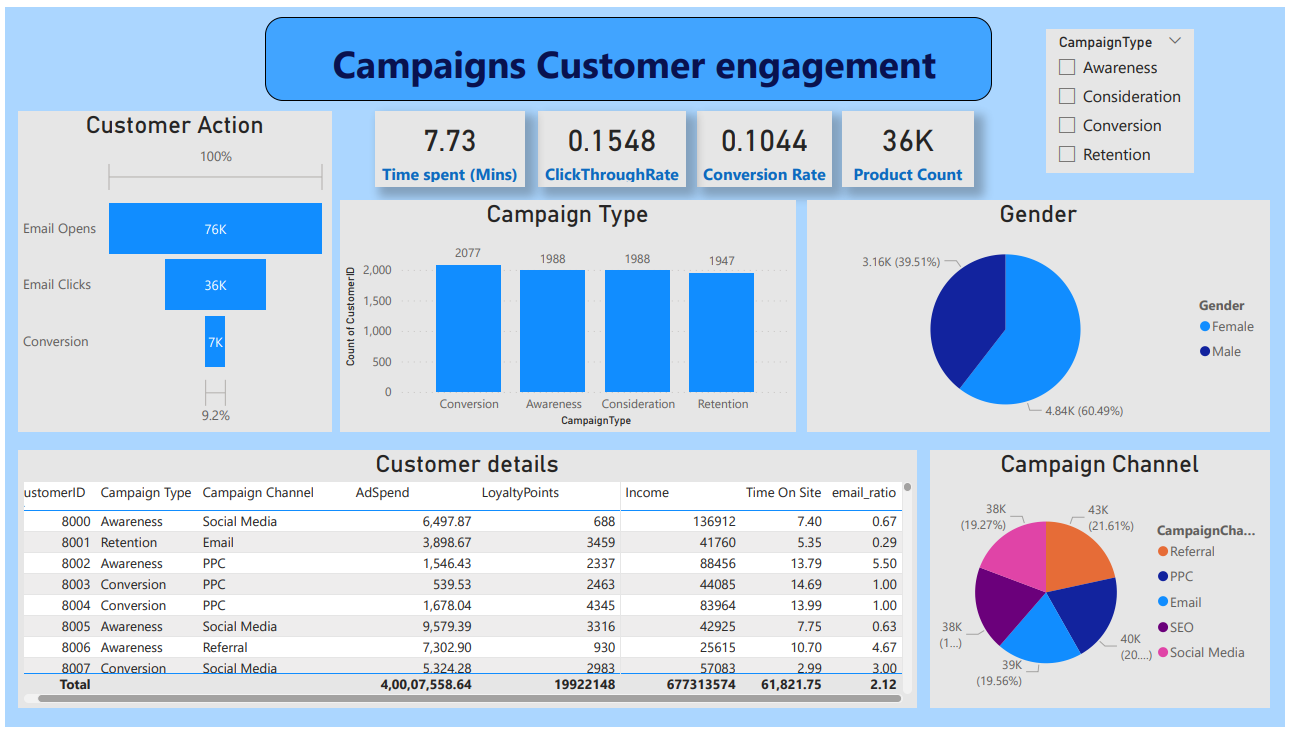 Campaigns Customer engagement
CampaignType
Awareness
Consideration
Conversion
Retention
Customer Action
100%
Email Opens
76K
Email Clicks
36K
Conversion
7K
9.2%
7.73
Time spent (Mins)
0.1548
ClickThroughRate
0.1044
Conversion Rate
36K
Product Count
Campaign Type
Count of CustomerID
2,000
1,500
1,000
500
0
2077
1988
1988
1947
Conversion Awareness Consideration Retention
CampaignType
Gender
3.16K (39.51%)
4.84K (60.49%)
Gender
Female
Male
Customer details
ustomerID Campaign Type Campaign Channel AdSpend LoyaltyPoints Income Time On Site email_ratio
8000 Awareness Social Media 6,497.87 688 136912 7.40 0.67
8001 Retention Email 3,898.67 3459 41760 5.35 0.29
8002 Awareness PPC 1,546.43 2337 88456 13.79 5.50
8003 Conversion PPC 539.53 2463 44085 14.69 1.00
8004 Conversion PPC 1,678.04 4345 83964 13.99 1.00
8005 Awareness Social Media 9,579.39 3316 42925 7.75 0.63
8006 Awareness Referral 7,302.90 930 25615 10.70 4.67
8007 Conversion Social Media 5,324.28 2983 57083 2.99 3.00
Total 4,00,07,558.64 19922148 677313574 61,821.75 2.12
Campaign Channel
38K
(19.27%)
43K
(21.61%)
38K
(1...)
39K
(19.56%)
40K
(20....)
CampaignCha...
Referral
PPC
Email
SEO
Social Media